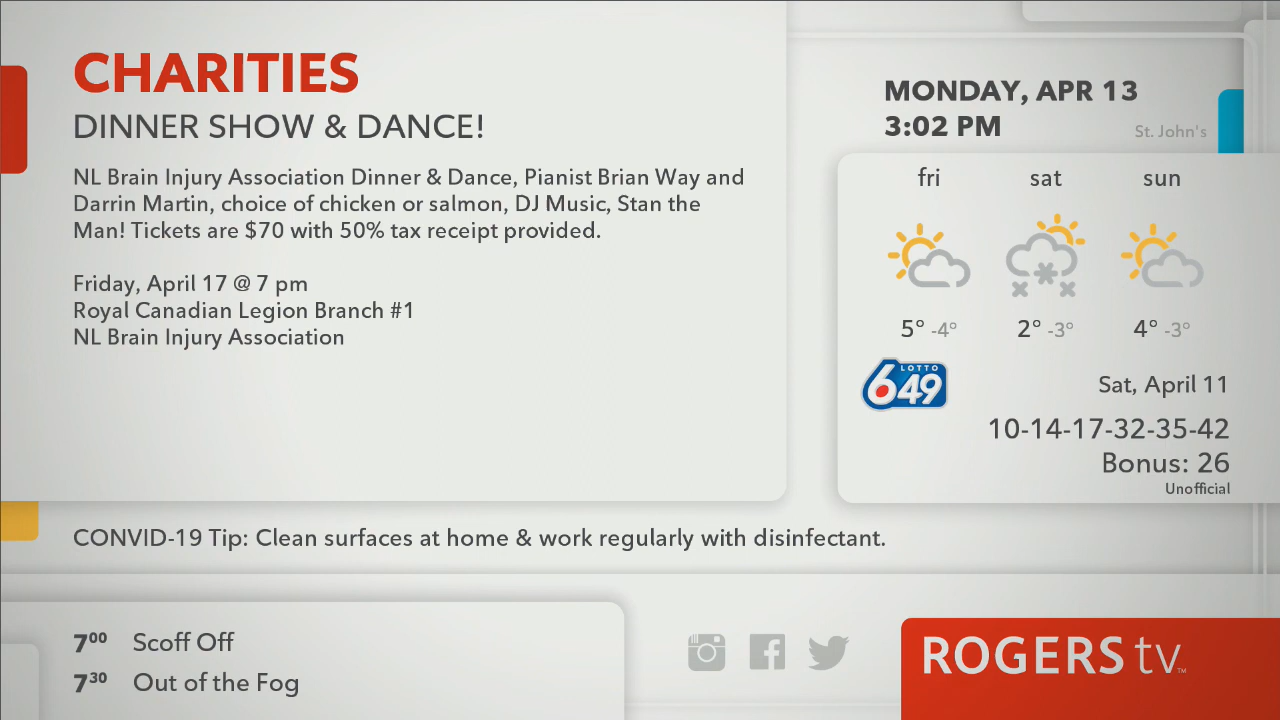 CHARITIES
DINNER SHOW & DANCE!
NL Brain Injury Association Dinner & Dance, Pianist Brian Way and
Darrin Martin, choice of chicken or salmon, DJ Music, Stan the
Man! Tickets are $70 with 50% tax receipt provided.
Friday, April 17 @ 7 pm
Royal Canadian Legion Branch #1
NL Brain Injury Association
MONDAY, APR 13
3:02 PM
St. John's
fri sat sun
5° -4° 2° -3° 4° -3°
LOTTO
649
Sat, April 11
10-14-17-32-35-42
Bonus: 26
Unofficial
CONVID-19 Tip: Clean surfaces at home & work regularly with disinfectant.
7⁰⁰ Scoff Off
7³⁰ Out of the Fog
ROGERS tv™